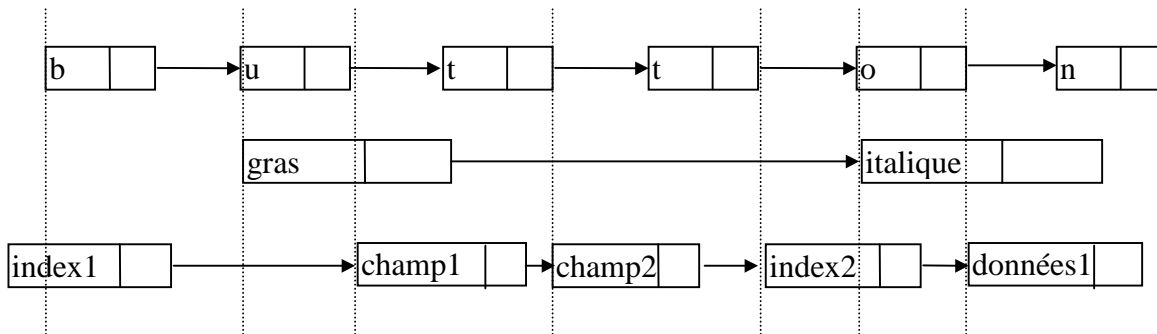 b u t t o n
gras italique
index1 champ1 champ2 index2 données1